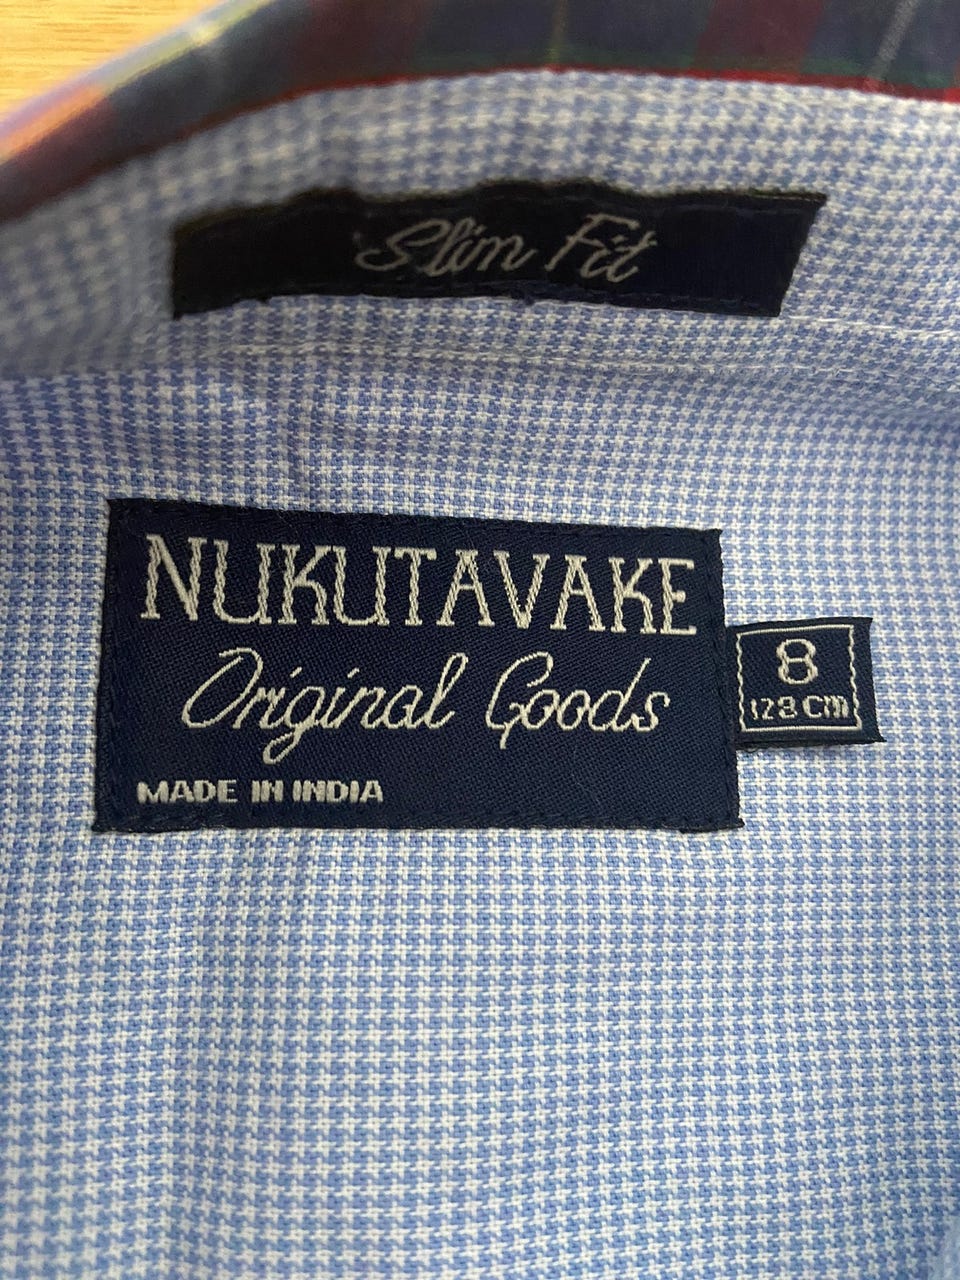 Slim Fit
NUKUTAVAKE
Original Goods
MADE IN INDIA
8
128 cm